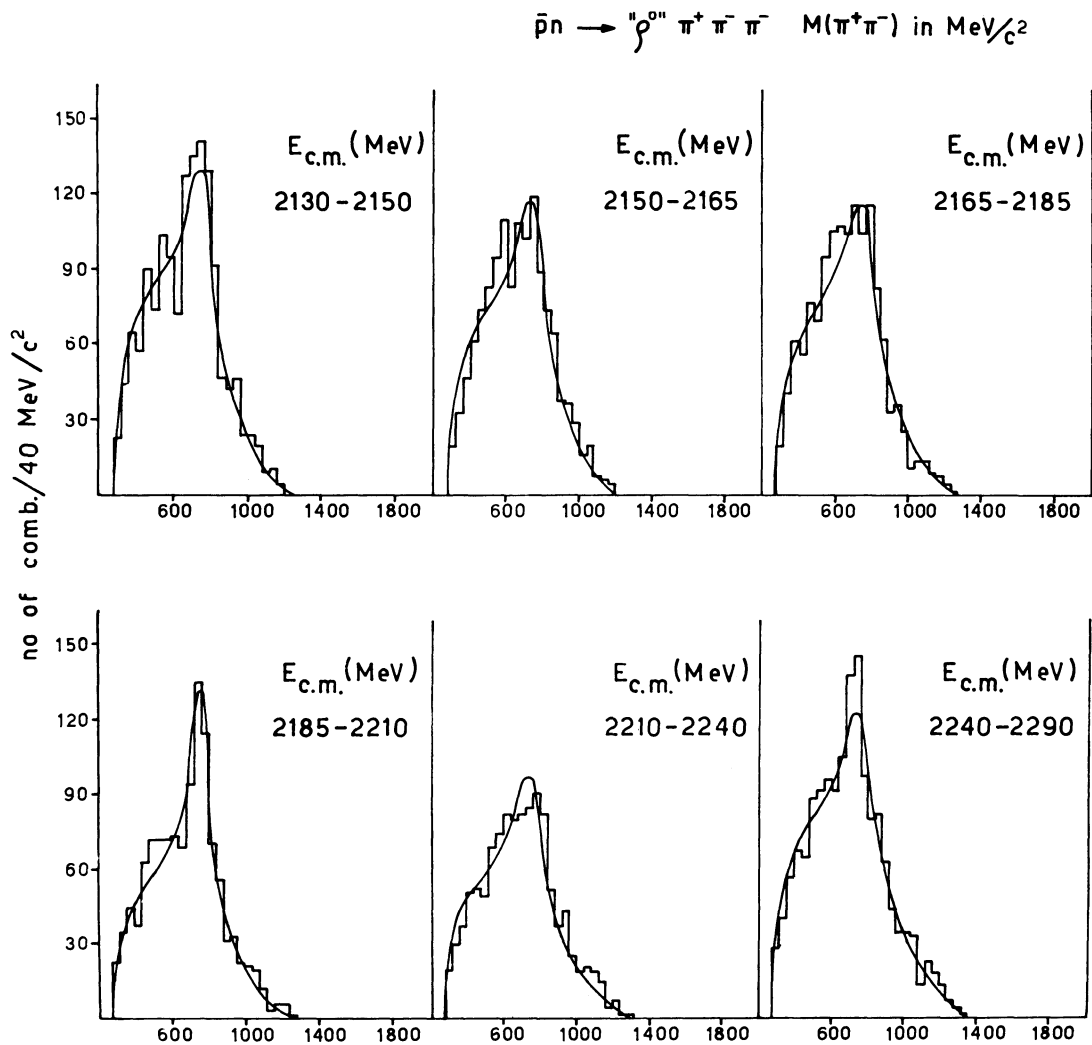 p̄n → "ρ°" π⁺ π⁻ π⁻ M(π⁺π⁻) in MeV/c²
no of comb./40 MeV/c²
150
120
90
60
30
E_c.m. (MeV)
2130-2150
E_c.m. (MeV)
2150-2165
E_c.m. (MeV)
2165-2185
600 1000 1400 1800 600 1000 1400 1800 600 1000 1400 1800
150
120
90
60
30
E_c.m. (MeV)
2185-2210
E_c.m. (MeV)
2210-2240
E_c.m. (MeV)
2240-2290
600 1000 1400 1800 600 1000 1400 1800 600 1000 1400 1800